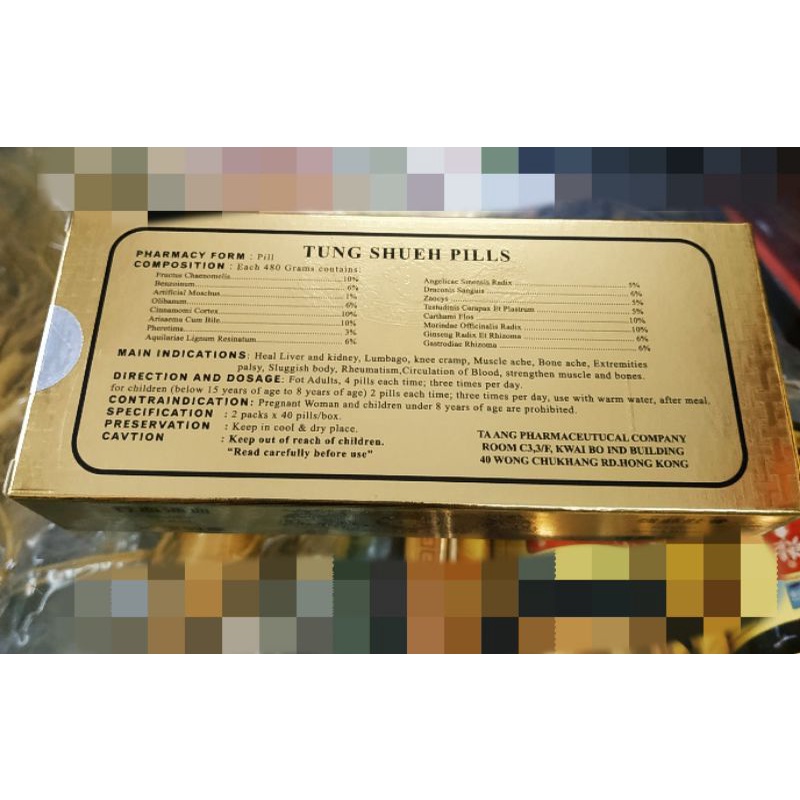 TUNG SHUEH PILLS
PHARMACY FORM : Pill
COMPOSITION : Each 480 Grams contains:
Fructus Chaenomelis 10%
Benzoinum 6%
Artificial Moschus 1%
Olibanum 6%
Cinnamomi Cortex 10%
Arisaema Cum Bile 10%
Pheretima 3%
Aquilariae Lignum Resinatum 6%
Angelicae Sinensis Radix 5%
Draconis Sanguis 6%
Zaocys 5%
Testudinis Carapax Et Plastrum 5%
Carthami Flos 10%
Morindae Officinalis Radix 10%
Ginseng Radix Et Rhizoma 6%
Gastrodiae Rhizoma 6%
MAIN INDICATIONS: Heal Liver and kidney, Lumbago, knee cramp, Muscle ache, Bone ache, Extremities
palsy, Sluggish body, Rheumatism,Circulation of Blood, strengthen muscle and bones.
DIRECTION AND DOSAGE: Fot Adults, 4 pills each time; three times per day.
for children (below 15 years of age to 8 years of age) 2 pills each time; three times per day, use with warm water, after meal.
CONTRAINDICATION: Pregnant Woman and children under 8 years of age are prohibited.
SPECIFICATION : 2 packs x 40 pills/box.
PRESERVATION : Keep in cool & dry place.
CAVTION : Keep out of reach of children.
"Read carefully before use"
TA ANG PHARMACEUTUCAL COMPANY
ROOM C3,3/F, KWAI BO IND BUILDING
40 WONG CHUKHANG RD.HONG KONG